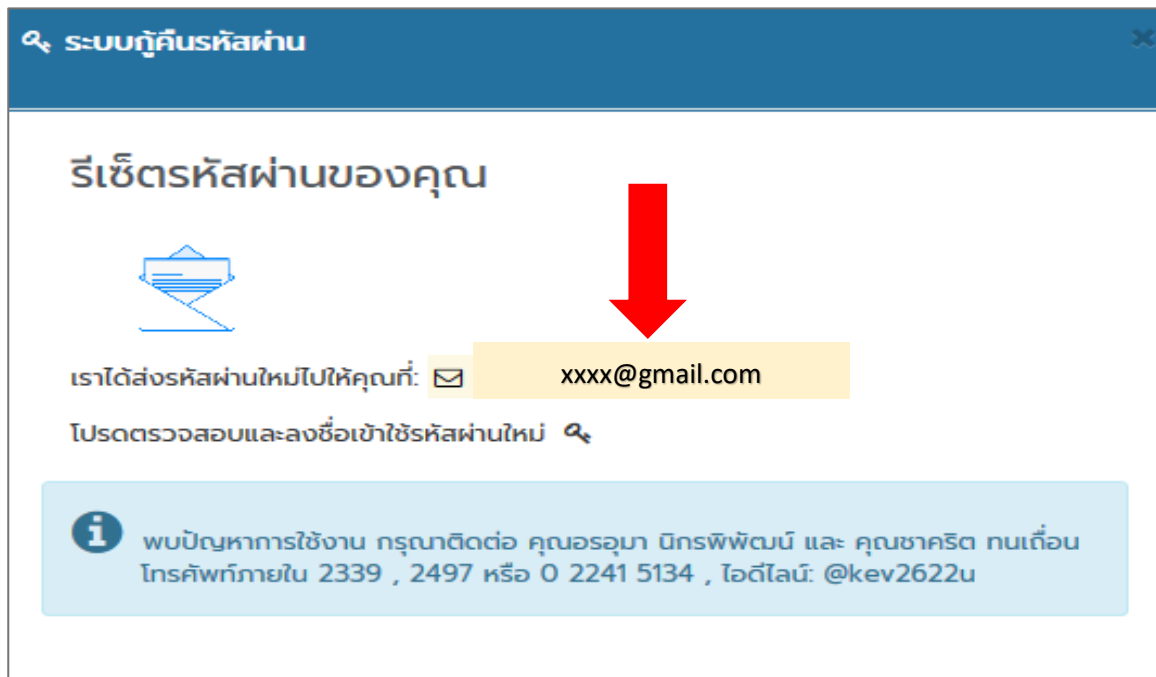 ระบบกู้คืนรหัสผ่าน
รีเซ็ตรหัสผ่านของคุณ
เราได้ส่งรหัสผ่านใหม่ไปให้คุณที่: xxxx@gmail.com
โปรดตรวจสอบและลงชื่อเข้าใช้รหัสผ่านใหม่
พบปัญหาการใช้งาน กรุณาติดต่อ คุณอรอุมา นิกรพิพัฒน์ และ คุณชาคริต ทนเถื่อน
โทรศัพท์ภายใน 2339 , 2497 หรือ 0 2241 5134 , ไอดีไลน์: @kev2622u